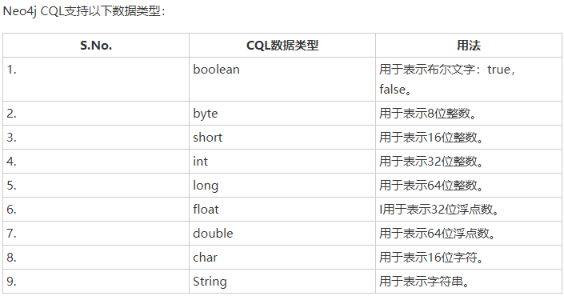 Neo4j CQL支持以下数据类型：
S.No. CQL数据类型 用法
1. boolean 用于表示布尔文字：true，
false。
2. byte 用于表示8位整数。
3. short 用于表示16位整数。
4. int 用于表示32位整数。
5. long 用于表示64位整数。
6. float I用于表示32位浮点数。
7. double 用于表示64位浮点数。
8. char 用于表示16位字符。
9. String 用于表示字符串。